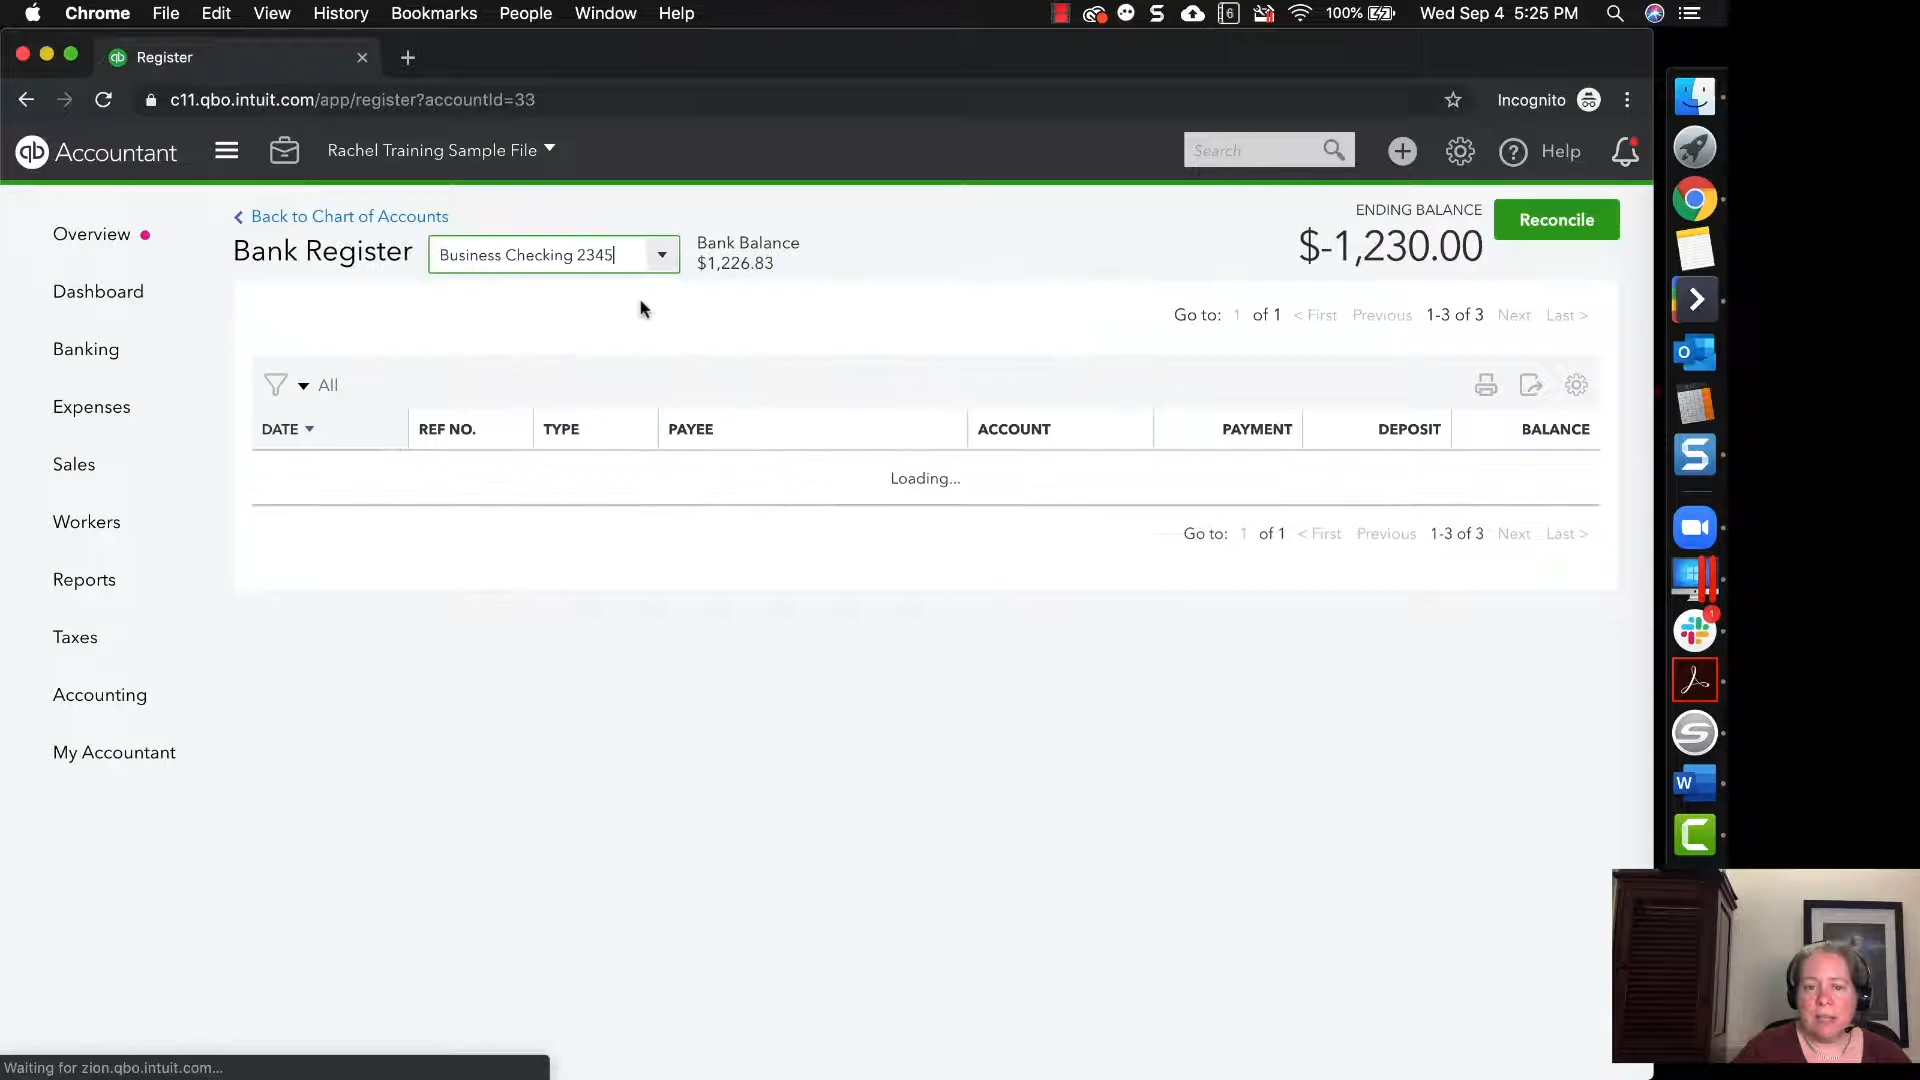 Chrome File Edit View History Bookmarks People Window Help 6 100% Wed Sep 4 5:25 PM
qb Register
c11.qbo.intuit.com/app/register?accountId=33 Incognito
qb Accountant Rachel Training Sample File Search Help
Back to Chart of Accounts
Bank Register Business Checking 2345
Bank Balance
$1,226.83
ENDING BALANCE
$-1,230.00
Reconcile
Overview
Dashboard
Banking
Expenses
Sales
Workers
Reports
Taxes
Accounting
My Accountant
Go to: 1 of 1 < First Previous 1-3 of 3 Next Last >
All
DATE REF NO. TYPE PAYEE ACCOUNT PAYMENT DEPOSIT BALANCE
Loading...
Go to: 1 of 1 < First Previous 1-3 of 3 Next Last >
Waiting for zion.qbo.intuit.com...
1